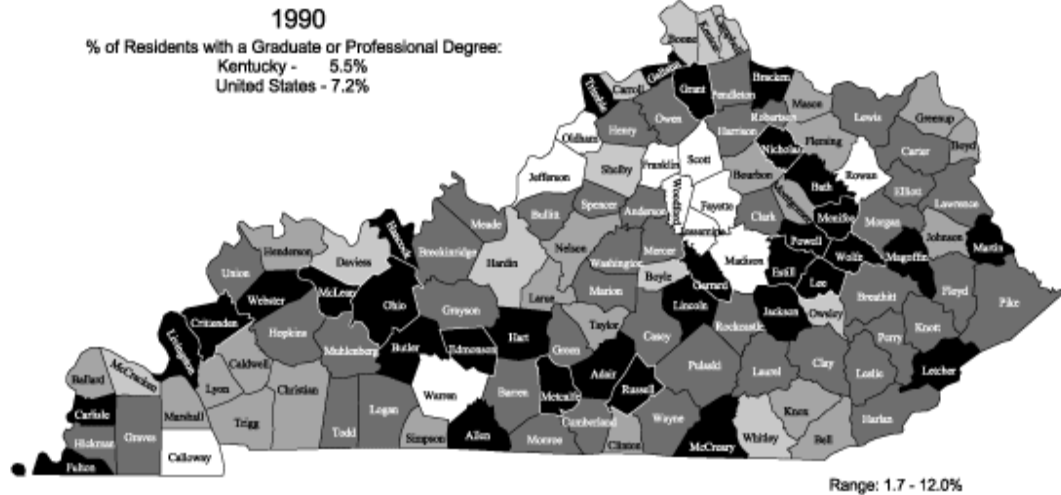 1990
% of Residents with a Graduate or Professional Degree:
Kentucky - 5.5%
United States - 7.2%
Boone
Kenton
Campbell
Gallatin
Carroll
Trimble
Grant
Pendleton
Bracken
Mason
Robertson
Lewis
Greenup
Owen
Henry
Oldham
Harrison
Fleming
Boyd
Carter
Nicholas
Scott
Franklin
Shelby
Jefferson
Bourbon
Rowan
Bath
Elliott
Woodford
Fayette
Spencer
Bullitt
Anderson
Clark
Menifee
Morgan
Lawrence
Meade
Hancock
Nelson
Mercer
Madison
Powell
Johnson
Martin
Henderson
Daviess
Breckinridge
Hardin
Washington
Boyle
Garrard
Estill
Wolfe
Magoffin
Union
Webster
McLean
Ohio
Larue
Marion
Lincoln
Lee
Breathitt
Floyd
Pike
Jackson
Owsley
Grayson
Crittenden
Hopkins
Hart
Taylor
Casey
Rockcastle
Knott
Perry
Livingston
Muhlenberg
Butler
Edmonson
Green
Caldwell
Adair
Pulaski
Laurel
Clay
Leslie
Letcher
Ballard
McCracken
Lyon
Christian
Warren
Barren
Metcalfe
Russell
Carlisle
Marshall
Trigg
Todd
Logan
Simpson
Allen
Monroe
Cumberland
Clinton
Wayne
McCreary
Whitley
Knox
Bell
Harlan
Hickman
Graves
Calloway
Fulton
Range: 1.7 - 12.0%